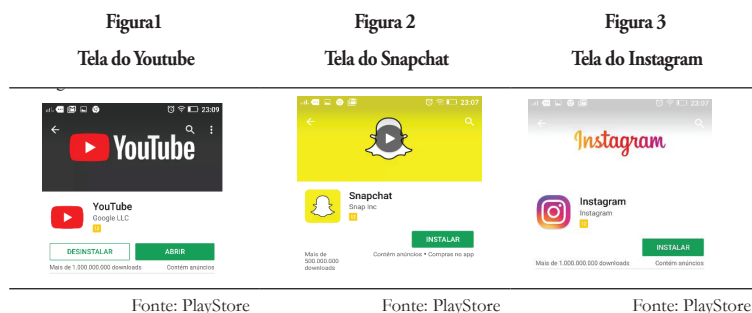 Figura1
Tela do Youtube
Figura 2
Tela do Snapchat
Figura 3
Tela do Instagram
23:09
YouTube
YouTube
Google LLC
12
DESINSTALAR
ABRIR
Mais de 1.000.000.000 downloads
Contém anúncios
23:07
Snapchat
Snap Inc
12
INSTALAR
Mais de
500.000.000
downloads
Contém anúncios • Compras no app
23:07
Instagram
Instagram
Instagram
12
INSTALAR
Mais de 1.000.000.000 downloads
Contém anúncios
Fonte: PlayStore
Fonte: PlayStore
Fonte: PlayStore